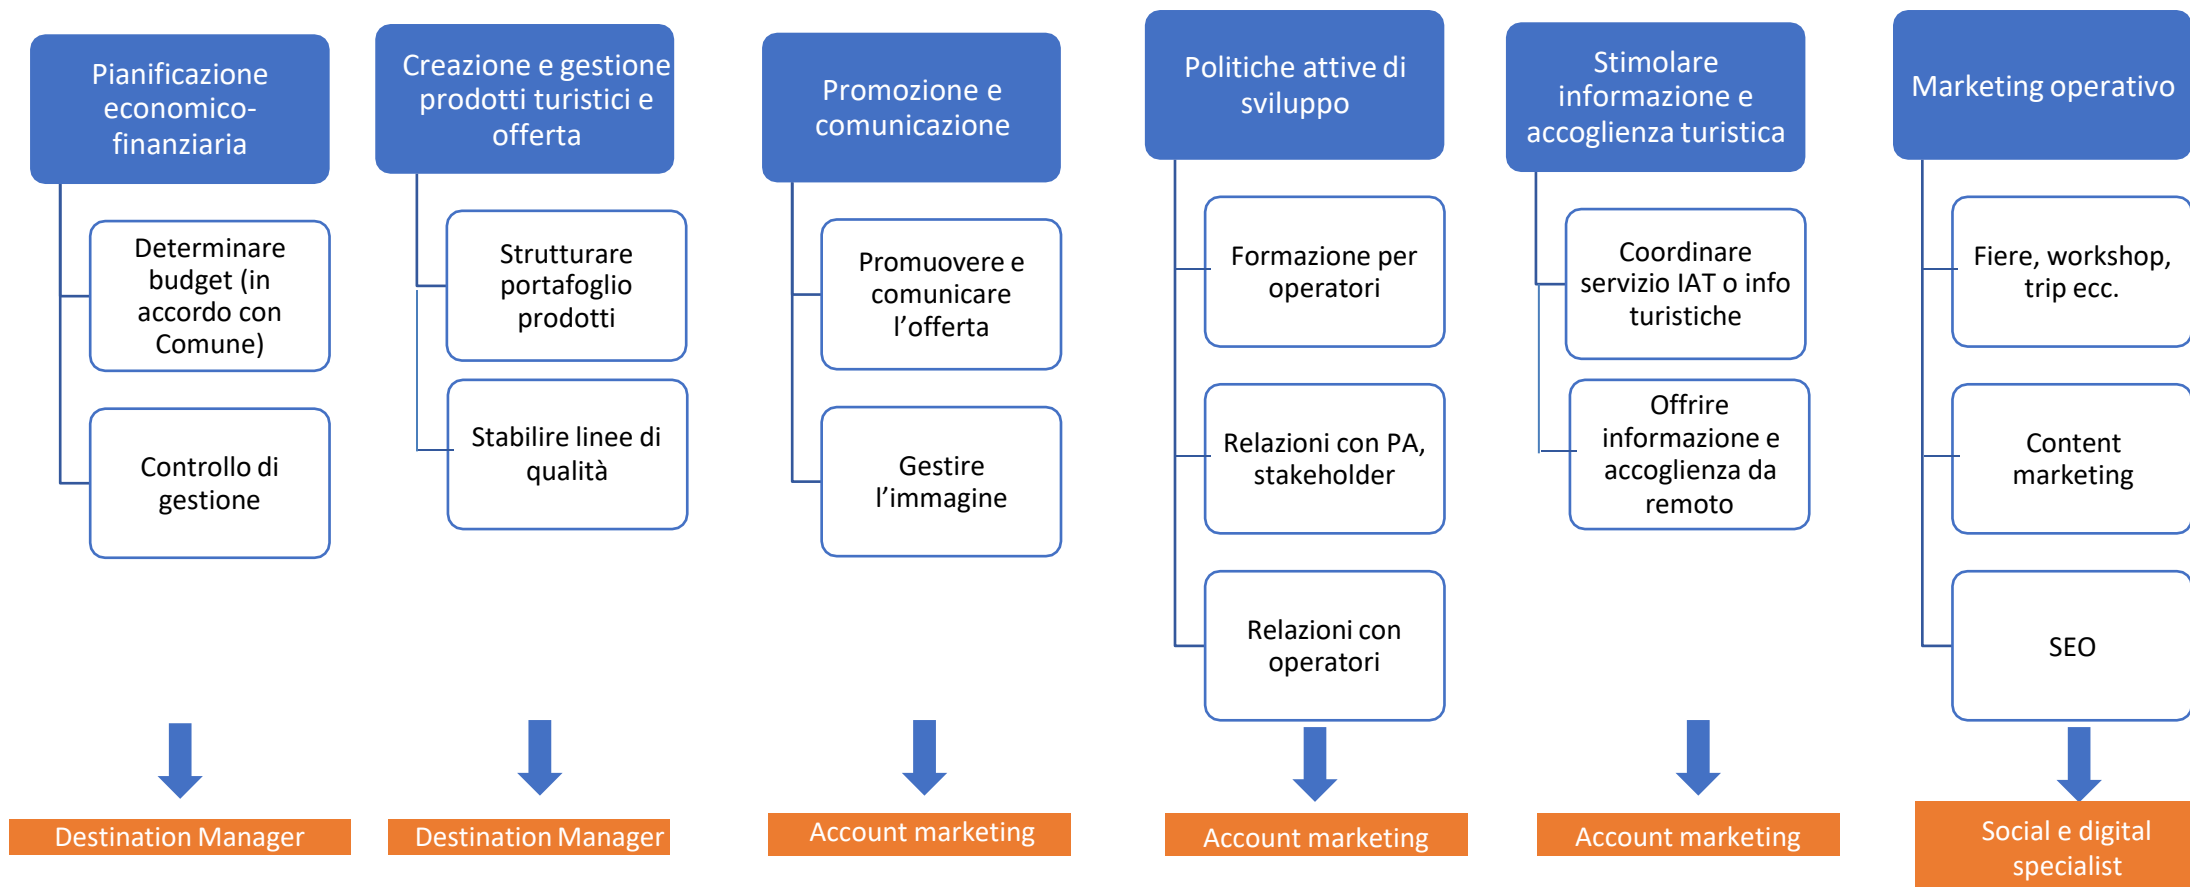 Pianificazione
economico-
finanziaria
Determinare
budget (in
accordo con
Comune)
Controllo di
gestione
Destination Manager
Creazione e gestione
prodotti turistici e
offerta
Strutturare
portafoglio
prodotti
Stabilire linee di
qualità
Destination Manager
Promozione e
comunicazione
Promuovere e
comunicare
l’offerta
Gestire
l’immagine
Account marketing
Politiche attive di
sviluppo
Formazione per
operatori
Relazioni con PA,
stakeholder
Relazioni con
operatori
Account marketing
Stimolare
informazione e
accoglienza turistica
Coordinare
servizio IAT o info
turistiche
Offrire
informazione e
accoglienza da
remoto
Account marketing
Marketing operativo
Fiere, workshop,
trip ecc.
Content
marketing
SEO
Social e digital
specialist